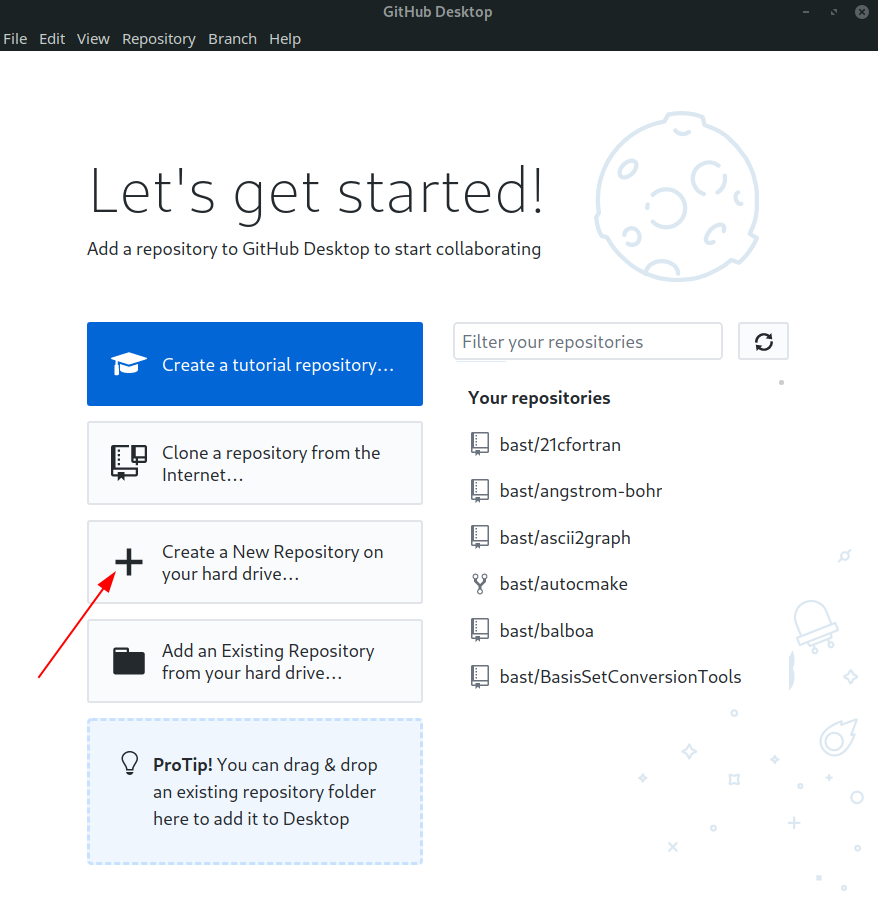 GitHub Desktop
File Edit View Repository Branch Help
Let's get started!
Add a repository to GitHub Desktop to start collaborating
Create a tutorial repository...
Clone a repository from the
Internet...
Create a New Repository on
your hard drive...
Add an Existing Repository
from your hard drive...
ProTip! You can drag & drop
an existing repository folder
here to add it to Desktop
Filter your repositories
Your repositories
bast/21cfortran
bast/angstrom-bohr
bast/ascii2graph
bast/autocmake
bast/balboa
bast/BasisSetConversionTools